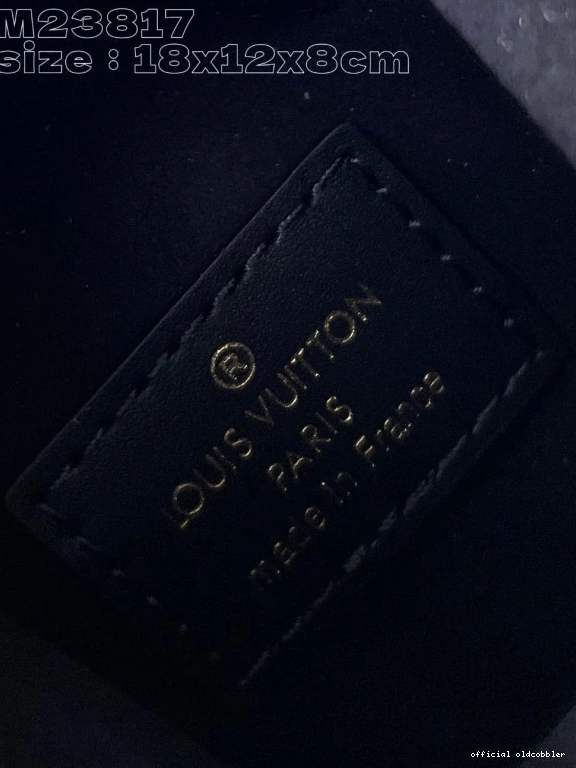 M23817
size : 18x12x8cm
®
LOUIS VUITTON
PARIS
made in France
official oldcobbler